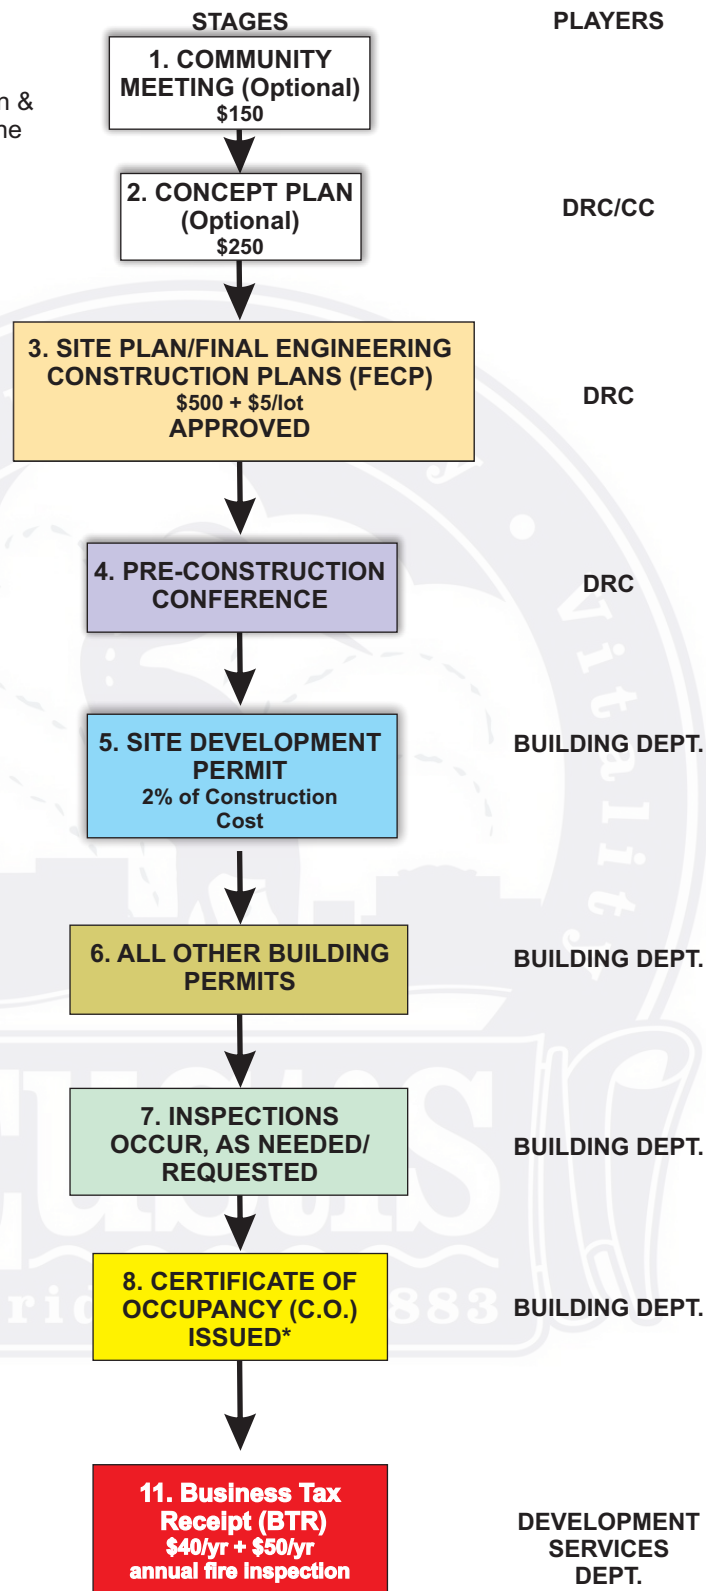 STAGES PLAYERS
1. COMMUNITY
MEETING (Optional)
$150
n &
ne
2. CONCEPT PLAN
(Optional)
$250
DRC/CC
3. SITE PLAN/FINAL ENGINEERING
CONSTRUCTION PLANS (FECP)
$500 + $5/lot
APPROVED
DRC
4. PRE-CONSTRUCTION
CONFERENCE
DRC
5. SITE DEVELOPMENT
PERMIT
2% of Construction
Cost
BUILDING DEPT.
6. ALL OTHER BUILDING
PERMITS
BUILDING DEPT.
7. INSPECTIONS
OCCUR, AS NEEDED/
REQUESTED
BUILDING DEPT.
8. CERTIFICATE OF
OCCUPANCY (C.O.)
ISSUED*
BUILDING DEPT.
11. Business Tax
Receipt (BTR)
$40/yr + $50/yr
annual fire inspection
DEVELOPMENT
SERVICES
DEPT.
Vitality
Eustis